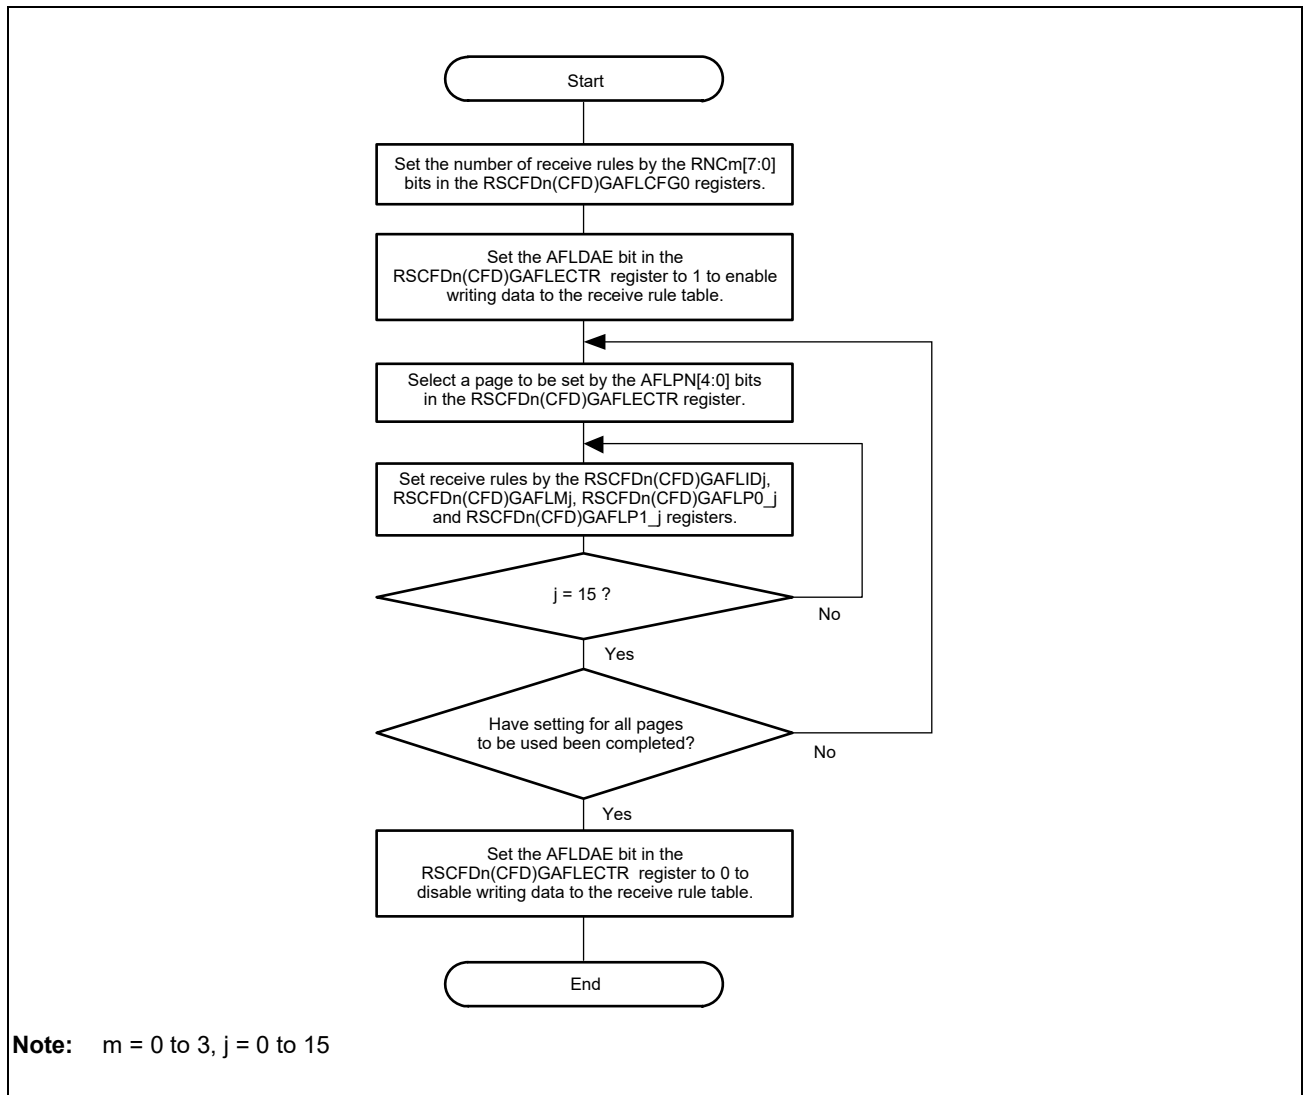 Start
Set the number of receive rules by the RNCm[7:0]
bits in the RSCFDn(CFD)GAFLCFG0 registers.
Set the AFLDAE bit in the
RSCFDn(CFD)GAFLECTR register to 1 to enable
writing data to the receive rule table.
Select a page to be set by the AFLPN[4:0] bits
in the RSCFDn(CFD)GAFLECTR register.
Set receive rules by the RSCFDn(CFD)GAFLIDj,
RSCFDn(CFD)GAFLMj, RSCFDn(CFD)GAFLP0_j
and RSCFDn(CFD)GAFLP1_j registers.
j = 15 ?
No
Yes
Have setting for all pages
to be used been completed?
No
Yes
Set the AFLDAE bit in the
RSCFDn(CFD)GAFLECTR register to 0 to
disable writing data to the receive rule table.
End
Note: m = 0 to 3, j = 0 to 15